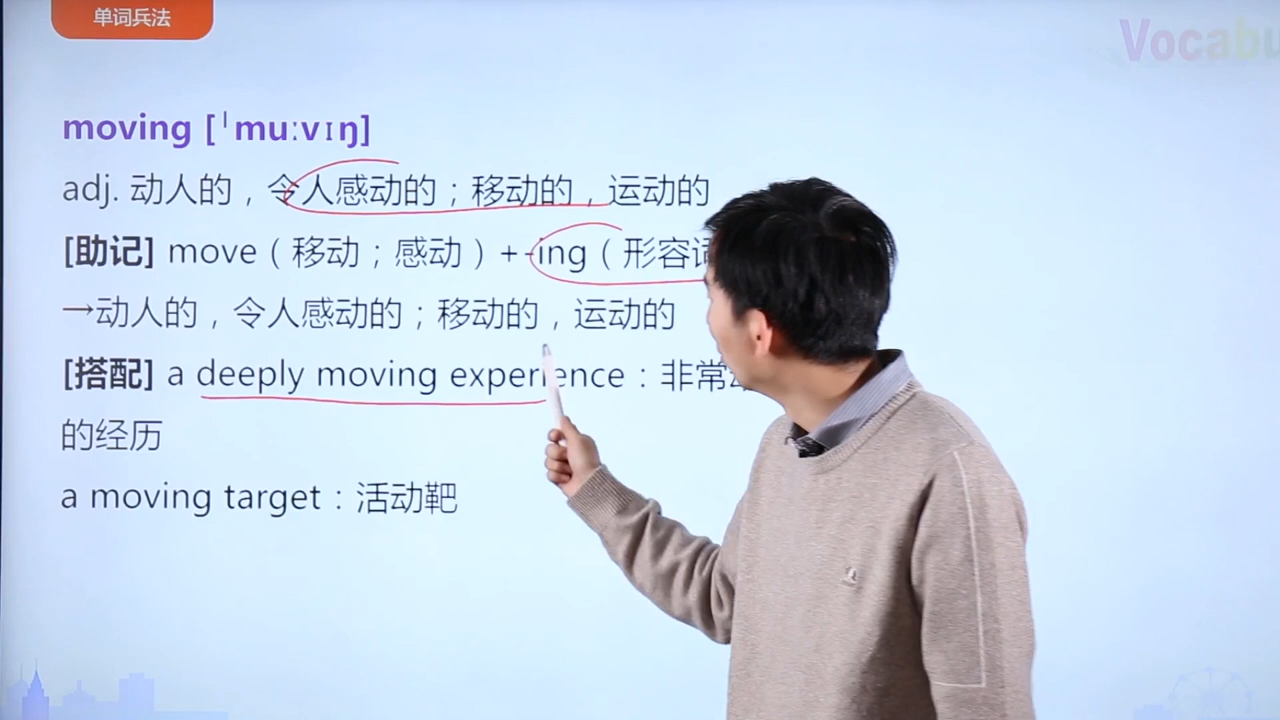 单词兵法
Vocabu
moving [ˈmuːvɪŋ]
adj. 动人的，令人感动的；移动的，运动的
[助记] move（移动；感动）+-ing（形容词
→动人的，令人感动的；移动的，运动的
[搭配] a deeply moving experience：非常
的经历
a moving target：活动靶